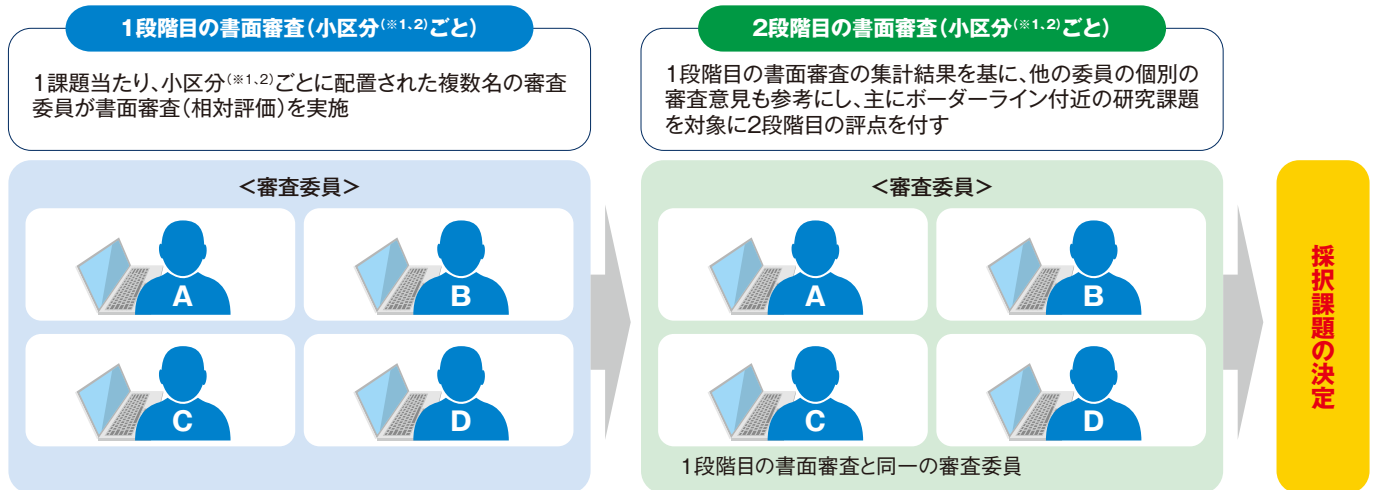 1段階目の書面審査(小区分(※1、2)ごと)
1課題当たり、小区分(※1、2)ごとに配置された複数名の審査
委員が書面審査(相対評価)を実施
<審査委員>
A
B
C
D
2段階目の書面審査(小区分(※1、2)ごと)
1段階目の書面審査の集計結果を基に、他の委員の個別の
審査意見も参考にし、主にボーダーライン付近の研究課題
を対象に2段階目の評点を付す
<審査委員>
A
B
C
D
1段階目の書面審査と同一の審査委員
採択課題の決定